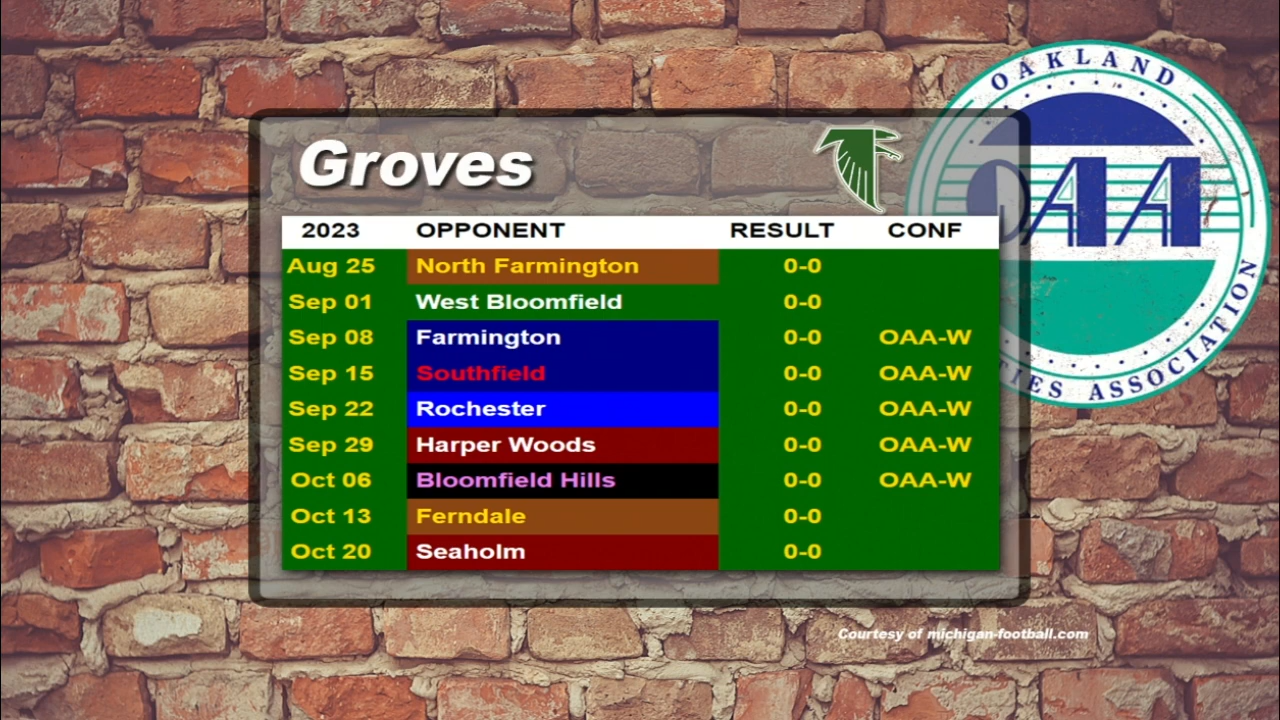 OAKLAND
OAA
TIES ASSOCIATION
Groves
2023 OPPONENT RESULT CONF
Aug 25 North Farmington 0-0
Sep 01 West Bloomfield 0-0
Sep 08 Farmington 0-0 OAA-W
Sep 15 Southfield 0-0 OAA-W
Sep 22 Rochester 0-0 OAA-W
Sep 29 Harper Woods 0-0 OAA-W
Oct 06 Bloomfield Hills 0-0 OAA-W
Oct 13 Ferndale 0-0
Oct 20 Seaholm 0-0
Courtesy of michigan-football.com